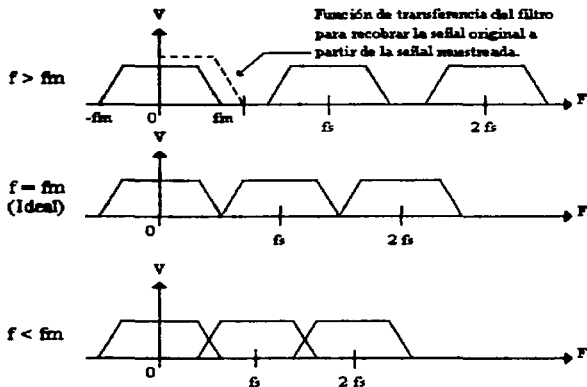 Función de transferencia del filtro
para recobrar la señal original a
partir de la señal muestreada.
V
f > fm
F
-fm
0
fm
fs
2 fs
V
f = fm
(Ideal)
F
0
fs
2 fs
V
f < fm
F
0
fs
2 fs